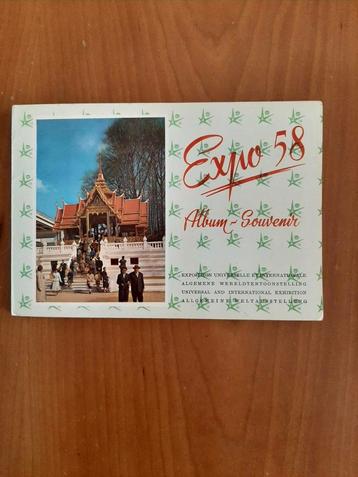 Expo 58
Album-Souvenir
EXPOSITION UNIVERSELLE ET INTERNATIONALE
ALGEMENE WERELDTENTOONSTELLING
UNIVERSAL AND INTERNATIONAL EXHIBITION
ALLGEMEINE WELTAUSSTELLUNG